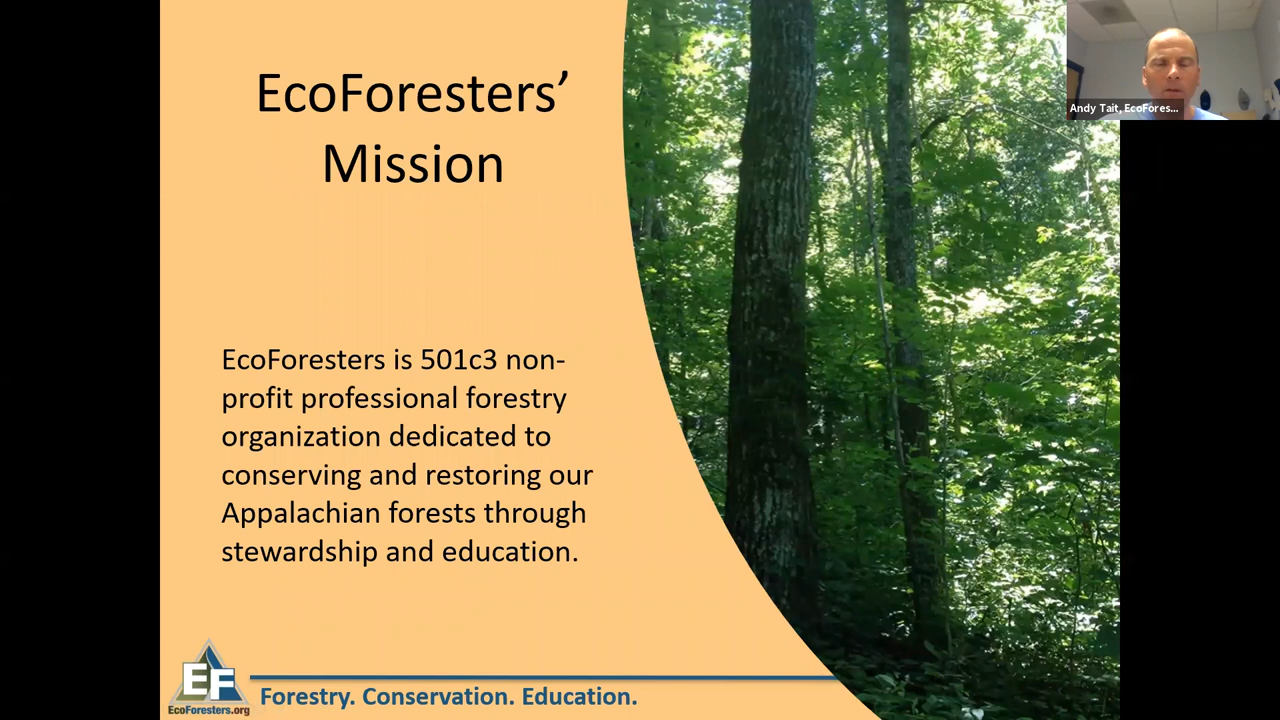 EcoForesters’
Mission
Andy Tait, EcoFores...
EcoForesters is 501c3 non-
profit professional forestry
organization dedicated to
conserving and restoring our
Appalachian forests through
stewardship and education.
EF
EcoForesters.org
Forestry. Conservation. Education.